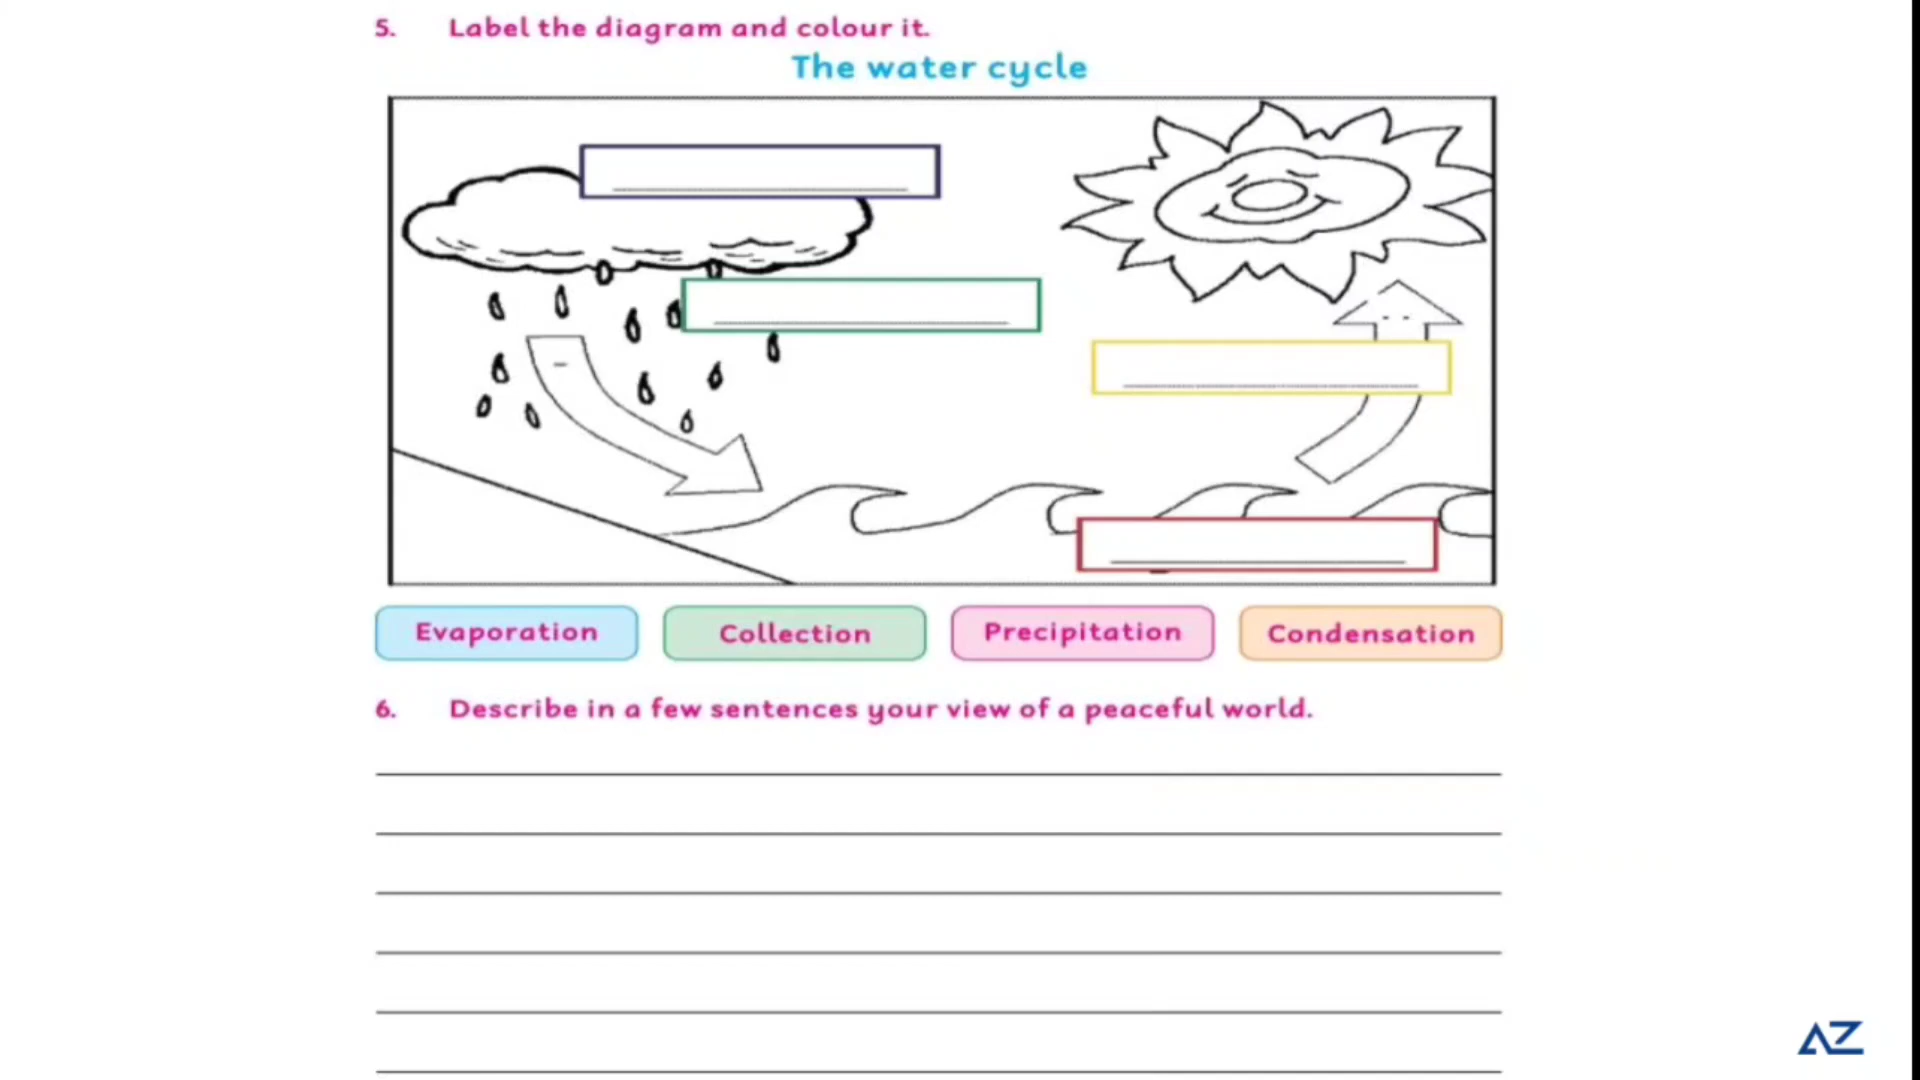 5. Label the diagram and colour it.
The water cycle
Evaporation Collection Precipitation Condensation
6. Describe in a few sentences your view of a peaceful world.
AZ